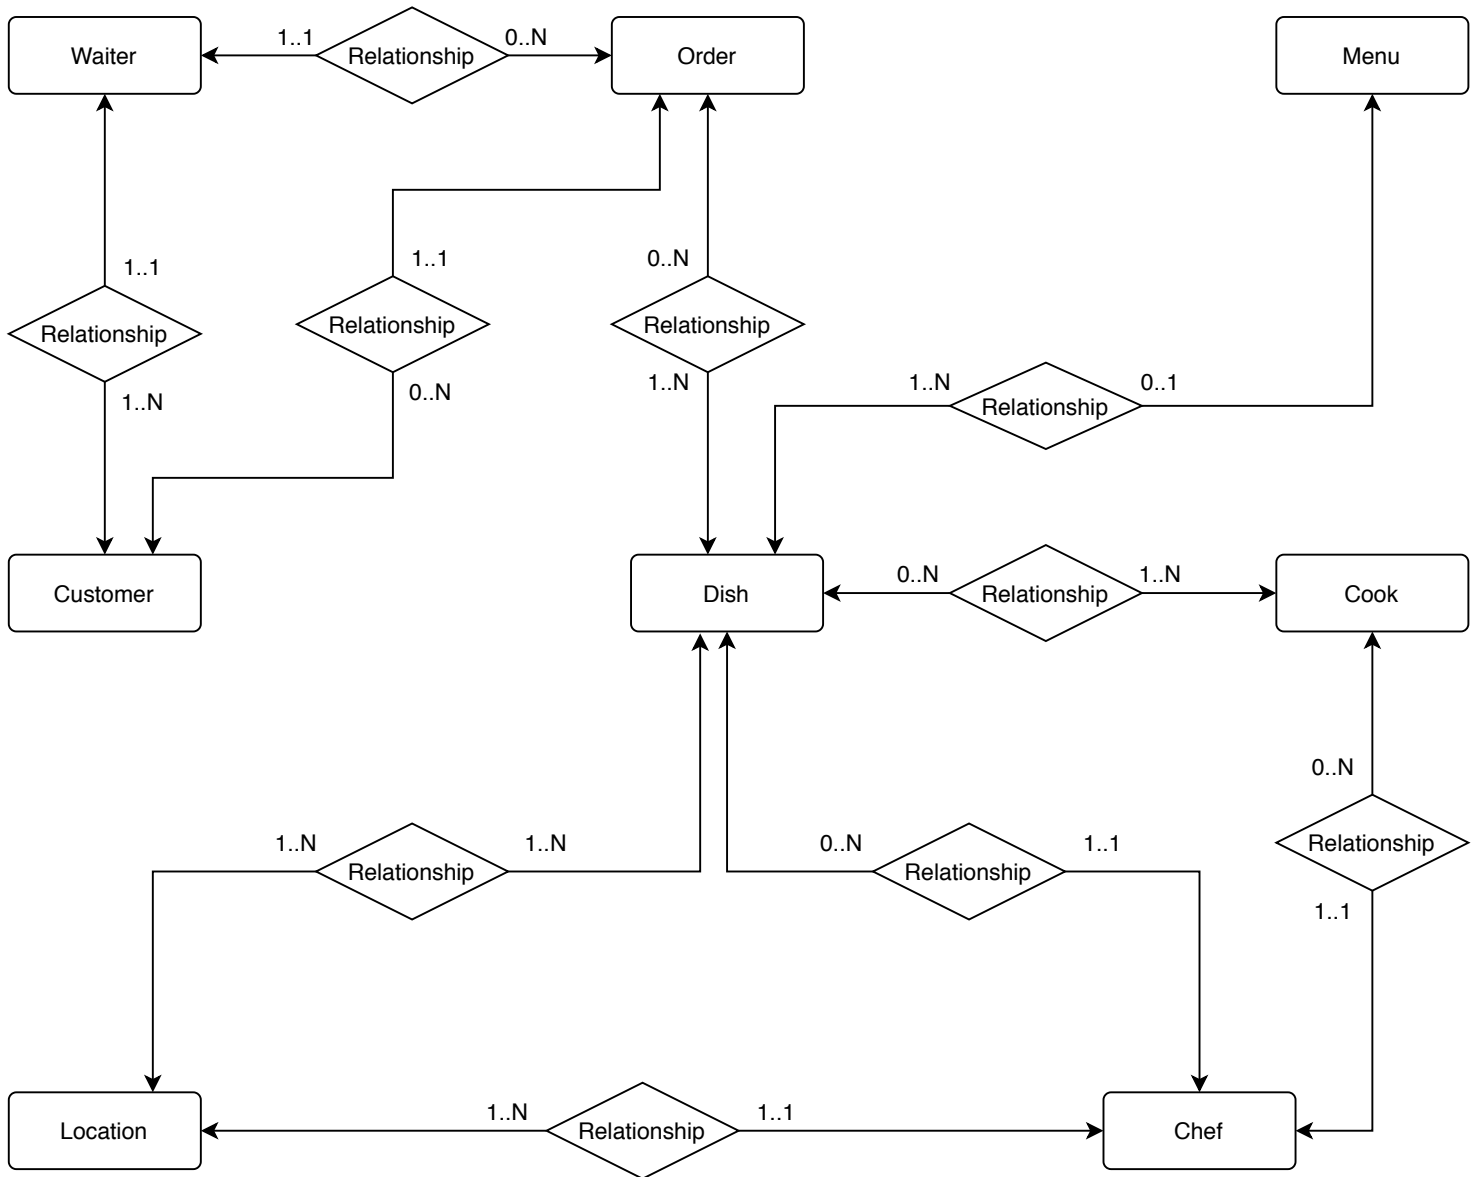 Waiter
1..1
Relationship
0..N
Order
Menu
1..1
Relationship
1..N
1..1
Relationship
0..N
0..N
Relationship
1..N
1..N
Relationship
0..1
Customer
Dish
0..N
Relationship
1..N
Cook
0..N
Relationship
1..1
1..N
Relationship
1..N
0..N
Relationship
1..1
Location
1..N
Relationship
1..1
Chef